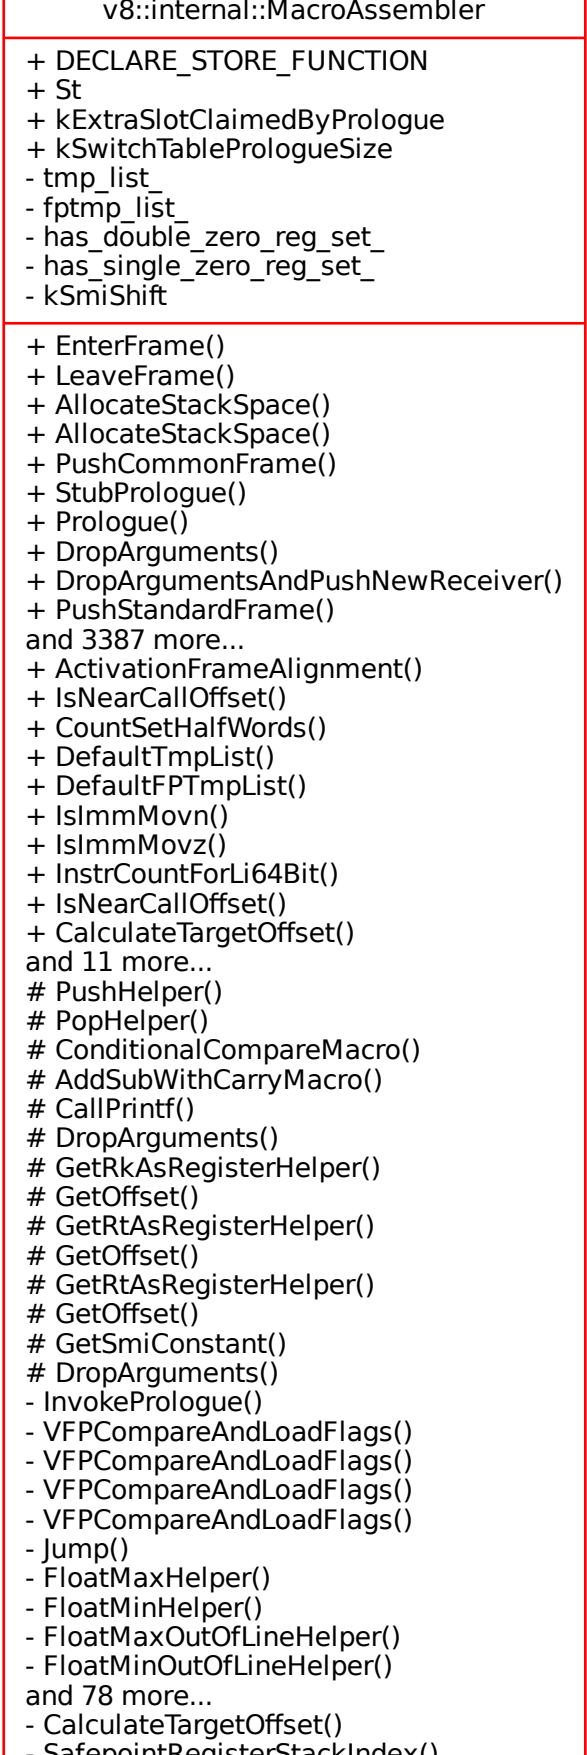 v8::internal::MacroAssembler
+ DECLARE_STORE_FUNCTION
+ St
+ kExtraSlotClaimedByPrologue
+ kSwitchTablePrologueSize
- tmp_list_
- fptmp_list_
- has_double_zero_reg_set_
- has_single_zero_reg_set_
- kSmiShift
+ EnterFrame()
+ LeaveFrame()
+ AllocateStackSpace()
+ AllocateStackSpace()
+ PushCommonFrame()
+ StubPrologue()
+ Prologue()
+ DropArguments()
+ DropArgumentsAndPushNewReceiver()
+ PushStandardFrame()
and 3387 more...
+ ActivationFrameAlignment()
+ IsNearCallOffset()
+ CountSetHalfWords()
+ DefaultTmpList()
+ DefaultFPTmpList()
+ IsImmMovn()
+ IsImmMovz()
+ InstrCountForLi64Bit()
+ IsNearCallOffset()
+ CalculateTargetOffset()
and 11 more...
# PushHelper()
# PopHelper()
# ConditionalCompareMacro()
# AddSubWithCarryMacro()
# CallPrintf()
# DropArguments()
# GetRkAsRegisterHelper()
# GetOffset()
# GetRtAsRegisterHelper()
# GetOffset()
# GetRtAsRegisterHelper()
# GetOffset()
# GetSmiConstant()
# DropArguments()
- InvokePrologue()
- VFPCompareAndLoadFlags()
- VFPCompareAndLoadFlags()
- VFPCompareAndLoadFlags()
- VFPCompareAndLoadFlags()
- Jump()
- FloatMaxHelper()
- FloatMinHelper()
- FloatMaxOutOfLineHelper()
- FloatMinOutOfLineHelper()
and 78 more...
- CalculateTargetOffset()
- SafepointRegisterStackIndex()